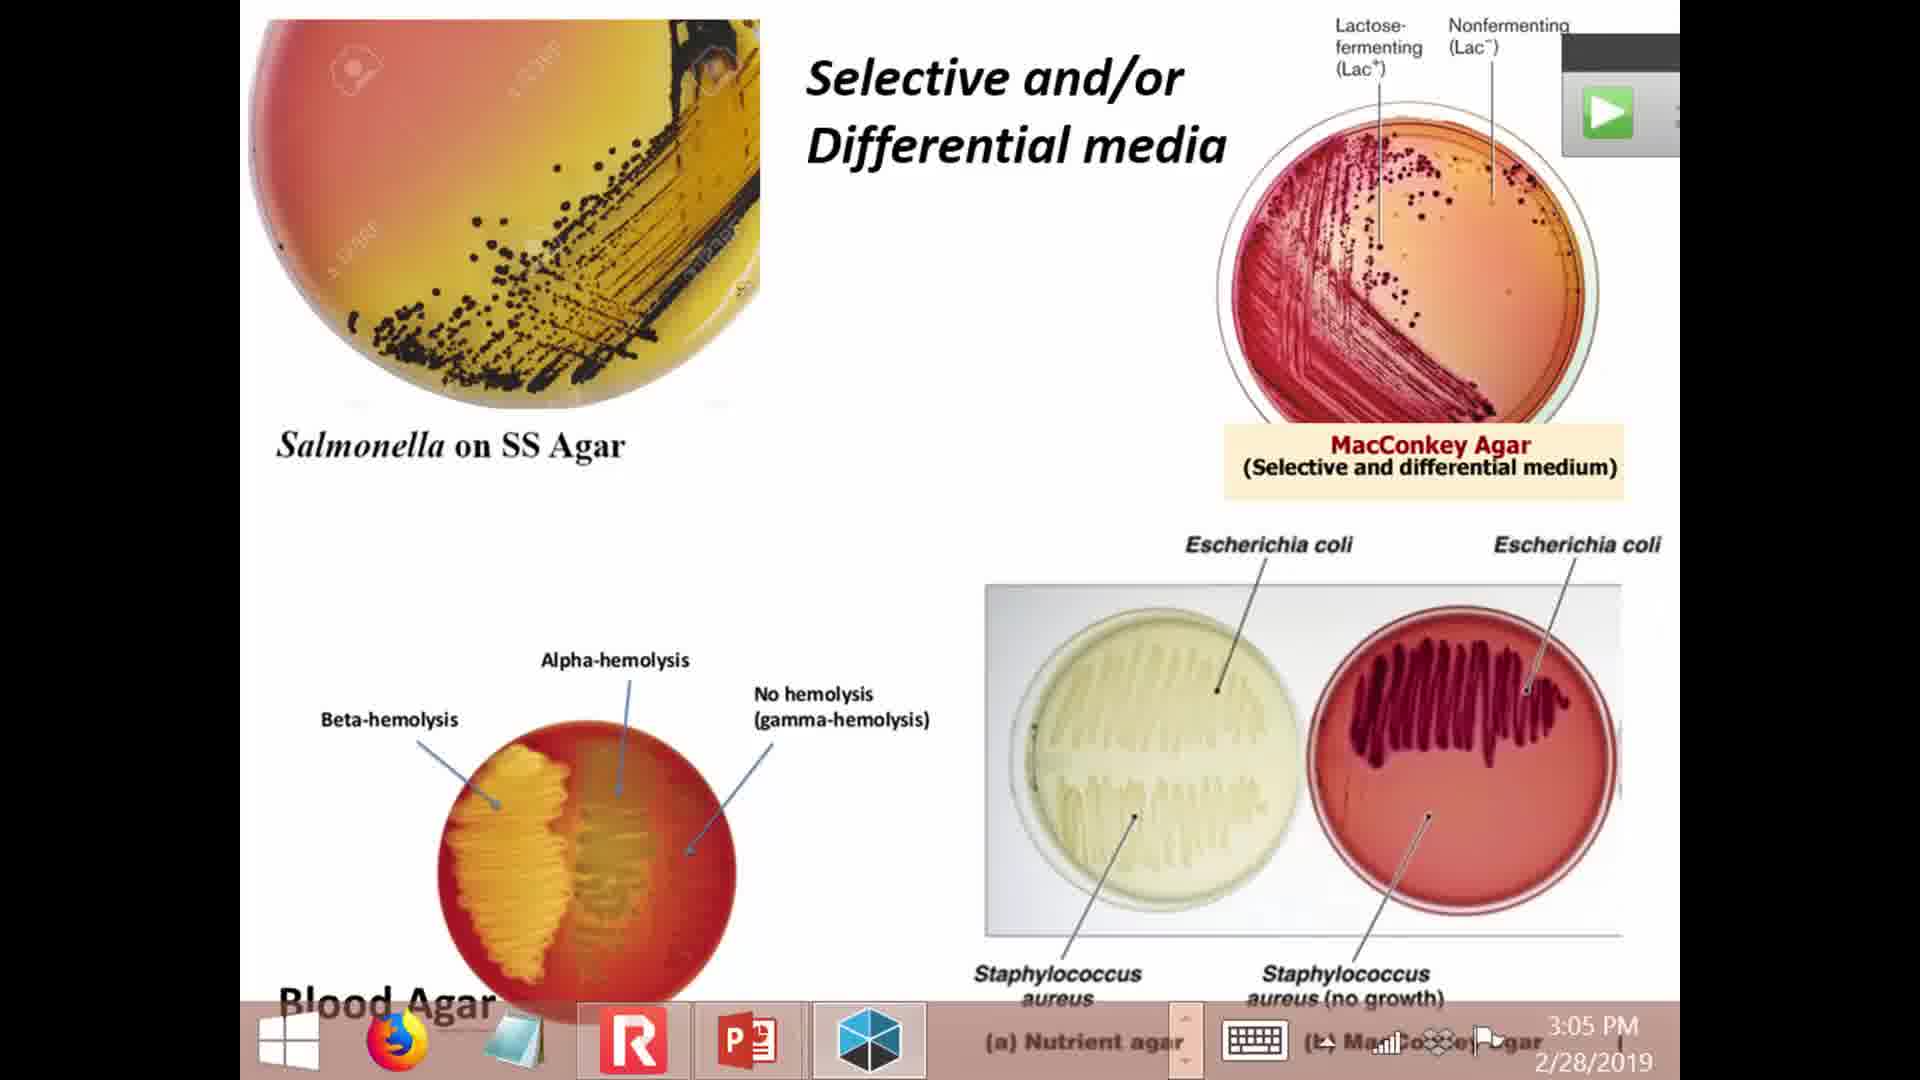 Selective and/or
Differential media
Lactose-
fermenting
(Lac⁺)
Nonfermenting
(Lac⁻)
Salmonella on SS Agar
MacConkey Agar
(Selective and differential medium)
Escherichia coli
Escherichia coli
Alpha-hemolysis
No hemolysis
(gamma-hemolysis)
Beta-hemolysis
Staphylococcus
aureus
Staphylococcus
aureus (no growth)
Blood Agar
(a) Nutrient agar
(b) MacConkey agar
3:05 PM
2/28/2019